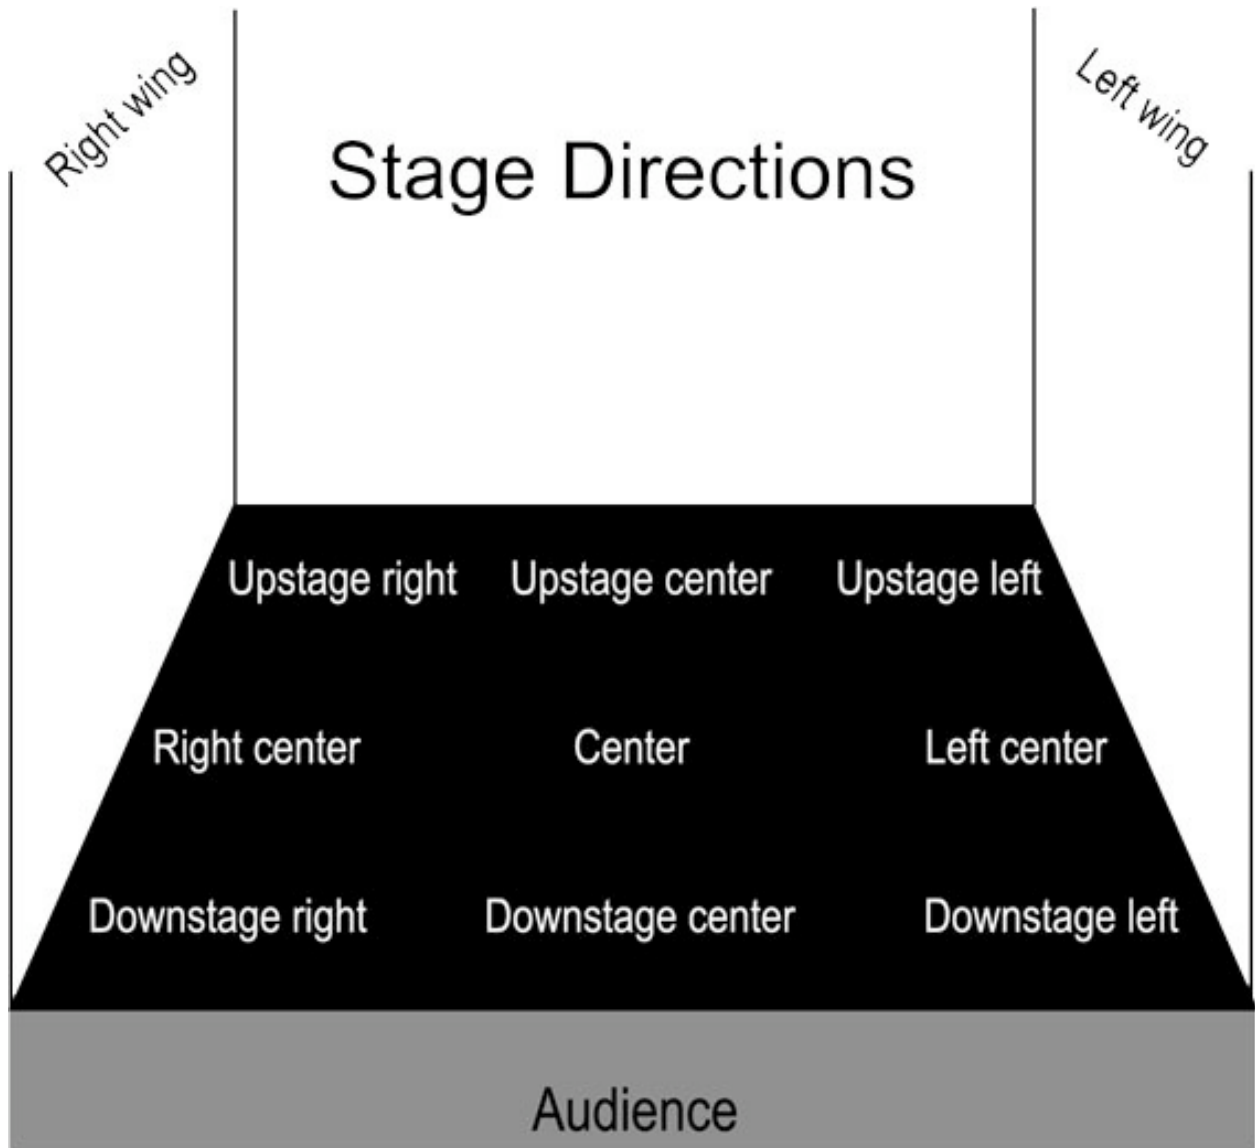 Right wing
Left wing
Stage Directions
Upstage right Upstage center Upstage left
Right center Center Left center
Downstage right Downstage center Downstage left
Audience